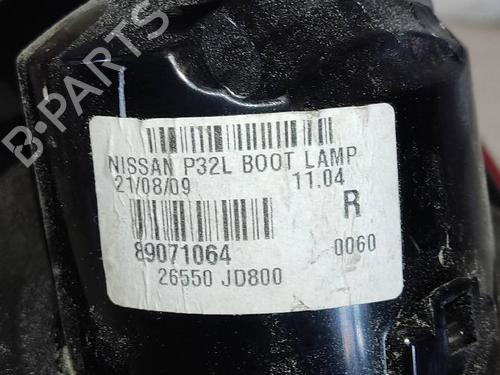 B-PARTS
NISSAN P32L BOOT LAMP
21/08/09 11.04
R
89071064 0060
26550 JD800